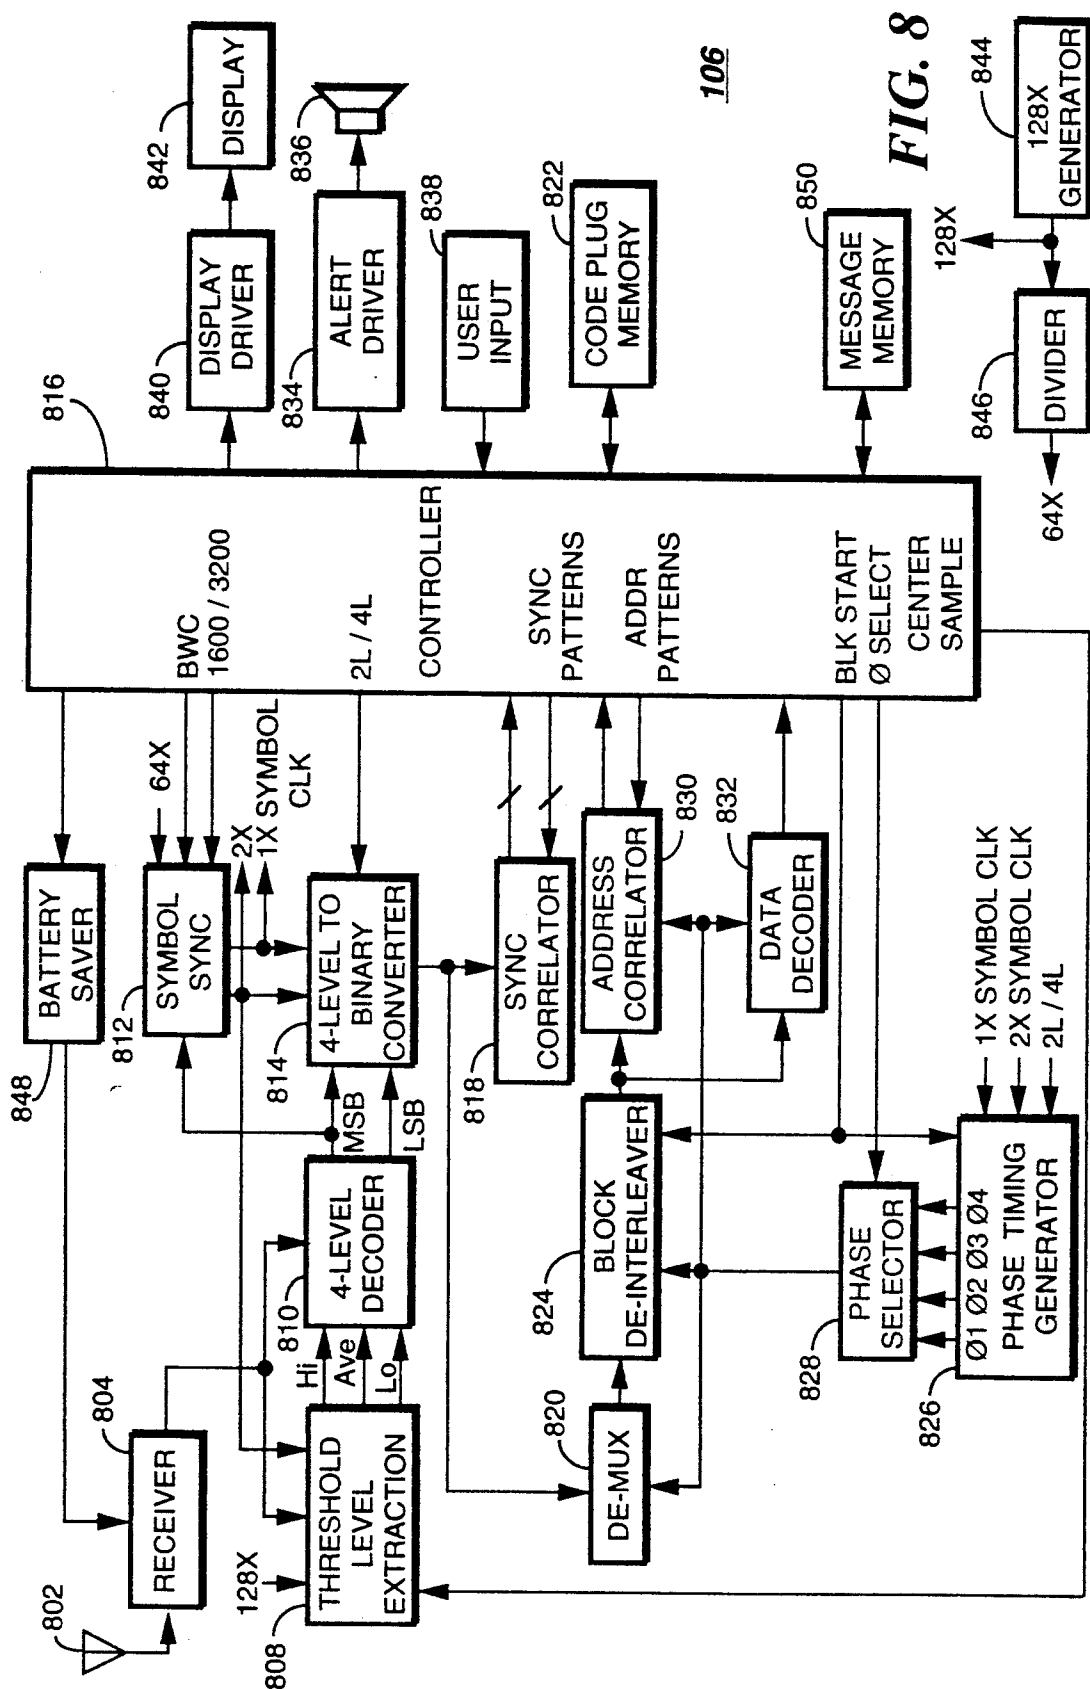 802
RECEIVER
804
BATTERY
SAVER
848
816
DISPLAY
DRIVER
840
DISPLAY
842
128X
THRESHOLD
LEVEL
EXTRACTION
808
Hi
Ave
Lo
4-LEVEL
DECODER
810
MSB
LSB
SYMBOL
SYNC
812
64X
BWC
1600 / 3200
2X
1X SYMBOL
CLK
4-LEVEL TO
BINARY
CONVERTER
814
2L / 4L
CONTROLLER
ALERT
DRIVER
834
836
USER
INPUT
838
SYNC
CORRELATOR
818
SYNC
PATTERNS
ADDR
PATTERNS
CODE PLUG
MEMORY
822
106
DE-MUX
820
BLOCK
DE-INTERLEAVER
824
ADDRESS
CORRELATOR
830
DATA
DECODER
832
BLK START
Ø SELECT
CENTER
SAMPLE
MESSAGE
MEMORY
850
PHASE
SELECTOR
828
Ø1 Ø2 Ø3 Ø4
PHASE TIMING
GENERATOR
826
1X SYMBOL CLK
2X SYMBOL CLK
2L / 4L
64X
DIVIDER
846
128X
128X
GENERATOR
844
FIG. 8